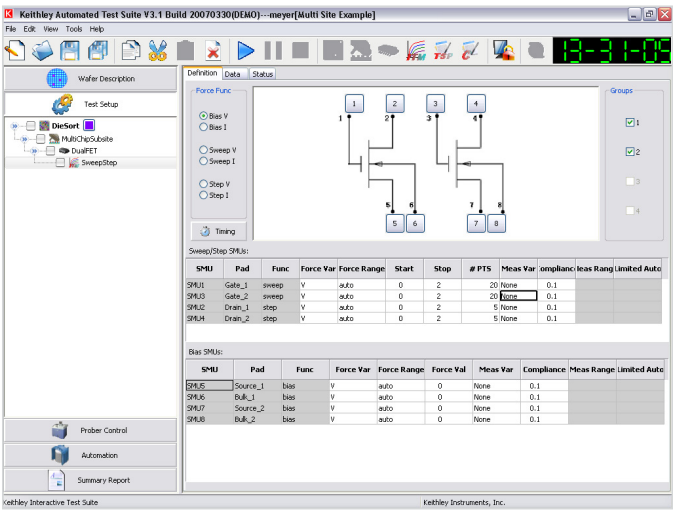 Keithley Automated Test Suite V3.1 Build 20070330(DEMO)---meyer[Multi Site Example]
File Edit View Tools Help
KFM TSP
13-31-05
Wafer Description
Test Setup
DieSort
MultiChipSubsite
DualFET
SweepStep
Definition Data Status
Force Func
Bias V
Bias I
Sweep V
Sweep I
Step V
Step I
Timing
1 2 3 4
1 2 3 4
5 6 7 8
5 6 7 8
Groups
1
2
3
4
Sweep/Step SMUs:
SMU Pad Func Force Var Force Range Start Stop # PTS Meas Var omplianc leas Rang Limited Auto
SMU1 Gate_1 sweep V auto 0 2 20 None 0.1
SMU3 Gate_2 sweep V auto 0 2 20 None 0.1
SMU2 Drain_1 step V auto 0 2 5 None 0.1
SMU4 Drain_2 step V auto 0 2 5 None 0.1
Bias SMUs:
SMU Pad Func Force Var Force Range Force Val Meas Var Compliance Meas Range Limited Auto
SMU5 Source_1 bias V auto 0 None 0.1
SMU6 Bulk_1 bias V auto 0 None 0.1
SMU7 Source_2 bias V auto 0 None 0.1
SMU8 Bulk_2 bias V auto 0 None 0.1
Prober Control
Automation
Summary Report
Keithley Interactive Test Suite Keithley Instruments, Inc.